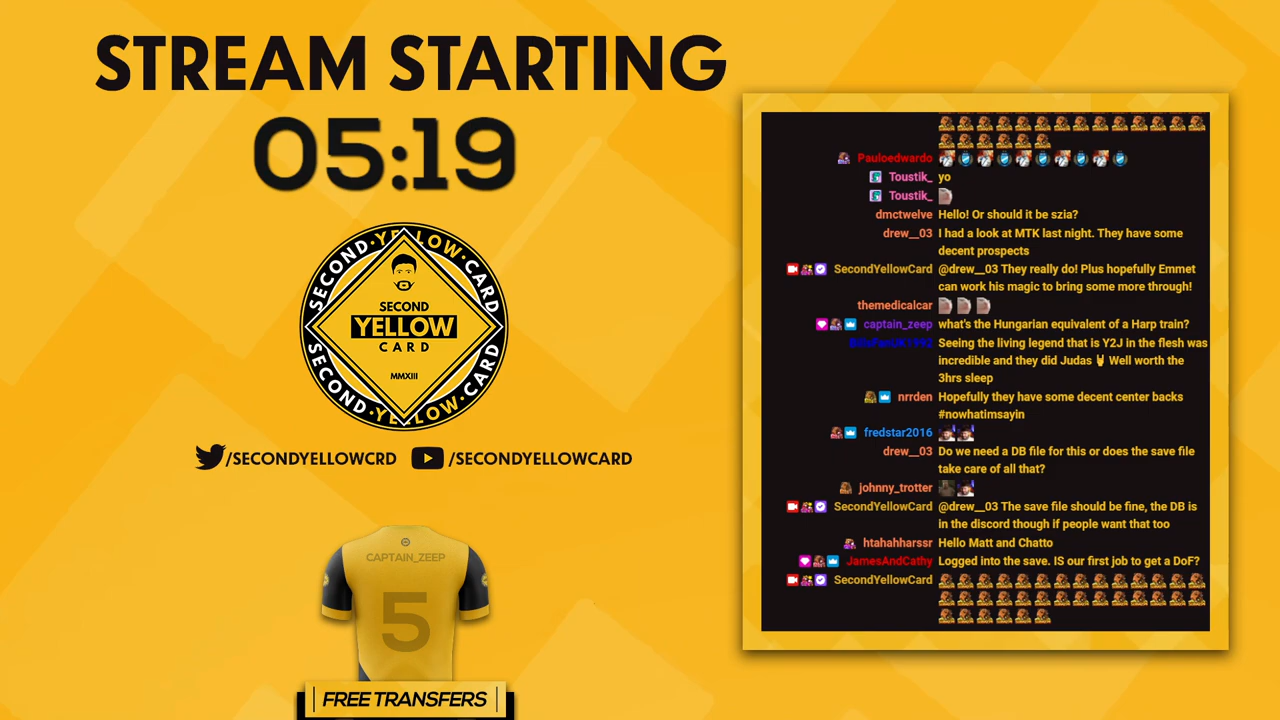 STREAM STARTING
05:19
SECOND·YELLOW·CARD
SECOND
YELLOW
CARD
MMXIII
SECOND·YELLOW·CARD
/SECONDYELLOWCRD /SECONDYELLOWCARD
CAPTAIN_ZEEP
5
FREE TRANSFERS
Pauloedwardo
Toustik_ yo
Toustik_
dmctwelve Hello! Or should it be szia?
drew__03 I had a look at MTK last night. They have some
decent prospects
SecondYellowCard @drew__03 They really do! Plus hopefully Emmet
can work his magic to bring some more through!
themedicalcar
captain_zeep what's the Hungarian equivalent of a Harp train?
Seeing the living legend that is Y2J in the flesh was
incredible and they did Judas 🤘 Well worth the
3hrs sleep
nrrden Hopefully they have some decent center backs
#nowhatimsayin
fredstar2016
drew__03 Do we need a DB file for this or does the save file
take care of all that?
johnny_trotter
SecondYellowCard @drew__03 The save file should be fine, the DB is
in the discord though if people want that too
htahahharssr Hello Matt and Chatto
JamesAndCathy Logged into the save. IS our first job to get a DoF?
SecondYellowCard